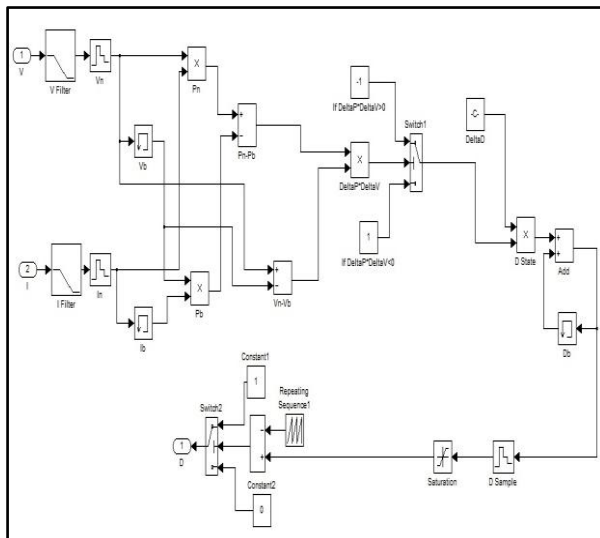 1
V
V Filter
Vn
Vb
2
I
I Filter
In
Ib
X
Pn
X
Pb
+
−
Pn-Pb
+
−
Vn-Vb
-1
If DeltaP*DeltaV>0
X
DeltaP*DeltaV
1
If DeltaP*DeltaV<0
Switch1
-C-
DeltaD
X
D State
+
+
Add
Db
D Sample
Saturation
Repeating
Sequence1
−
+
Constant1
1
Constant2
0
Switch2
1
D